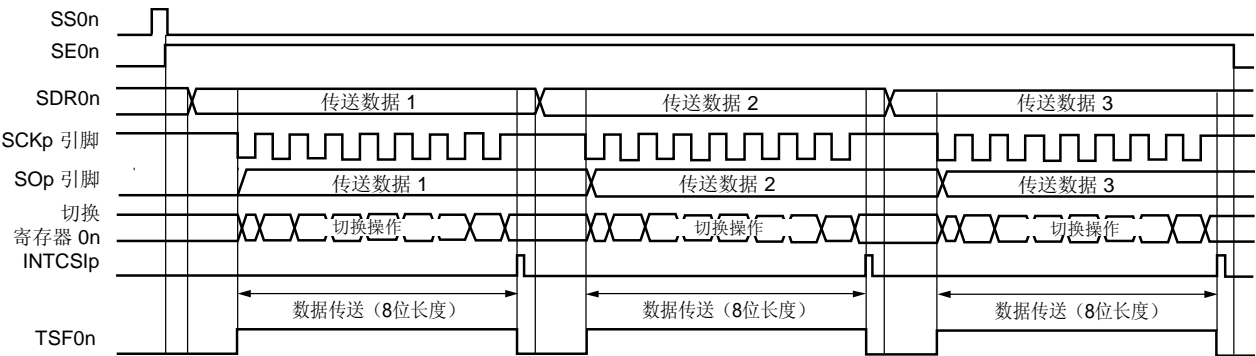 SS0n
SE0n
SDR0n
传送数据 1
传送数据 2
传送数据 3
SCKp 引脚
SOp 引脚
传送数据 1
传送数据 2
传送数据 3
切换
寄存器 0n
切换操作
切换操作
切换操作
INTCSIp
数据传送（8位长度）
数据传送（8位长度）
数据传送（8位长度）
TSF0n